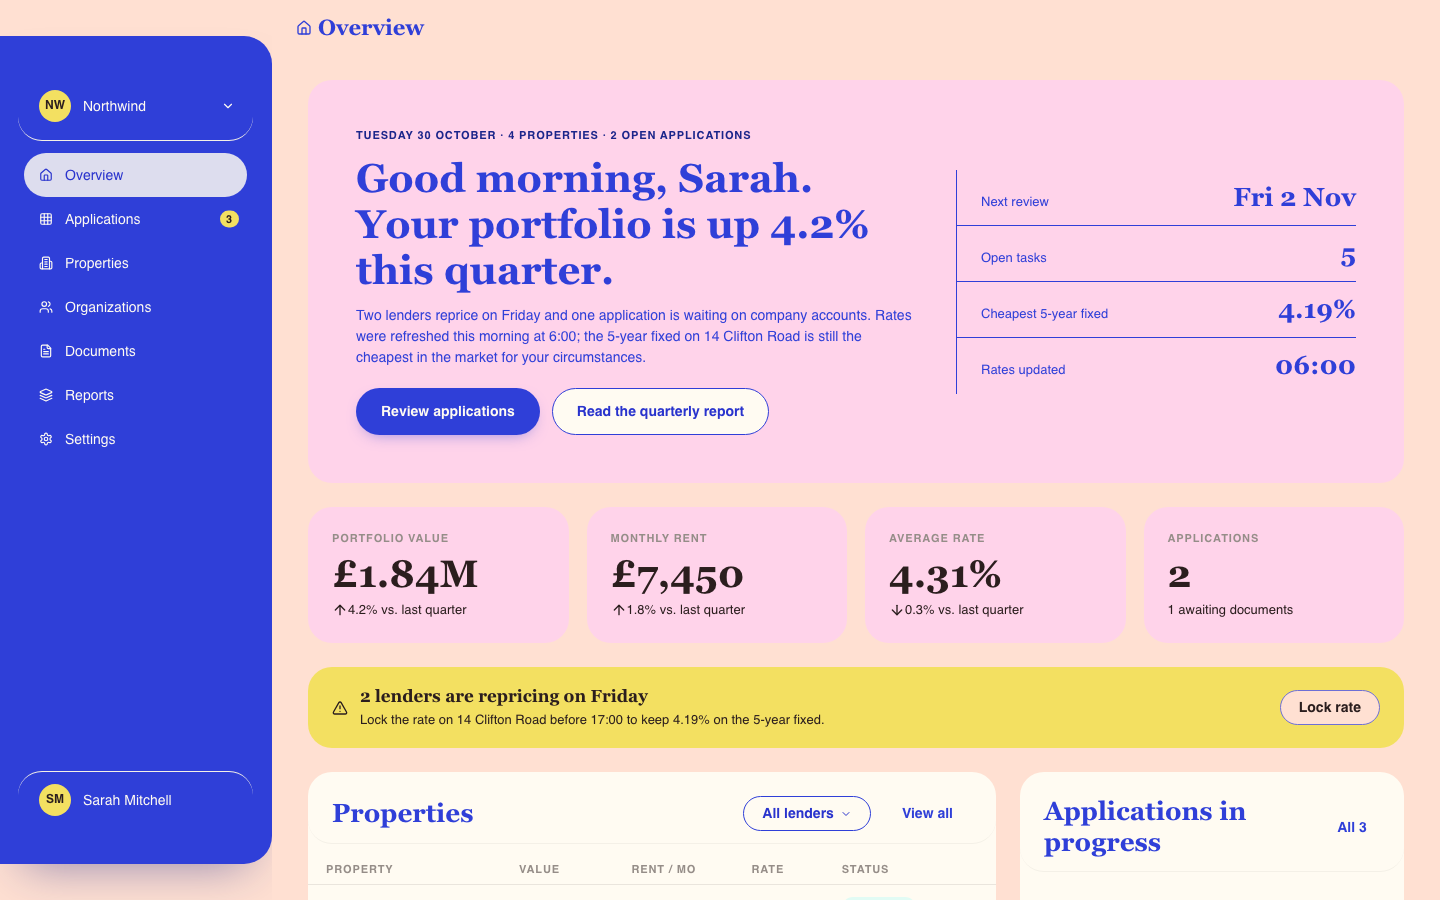 Overview
NW Northwind
Overview
Applications 3
Properties
Organizations
Documents
Reports
Settings
SM Sarah Mitchell
TUESDAY 30 OCTOBER · 4 PROPERTIES · 2 OPEN APPLICATIONS
Good morning, Sarah.
Your portfolio is up 4.2%
this quarter.
Two lenders reprice on Friday and one application is waiting on company accounts. Rates
were refreshed this morning at 6:00; the 5-year fixed on 14 Clifton Road is still the
cheapest in the market for your circumstances.
Review applications
Read the quarterly report
Next review Fri 2 Nov
Open tasks 5
Cheapest 5-year fixed 4.19%
Rates updated 06:00
PORTFOLIO VALUE
£1.84M
4.2% vs. last quarter
MONTHLY RENT
£7,450
1.8% vs. last quarter
AVERAGE RATE
4.31%
0.3% vs. last quarter
APPLICATIONS
2
1 awaiting documents
2 lenders are repricing on Friday
Lock the rate on 14 Clifton Road before 17:00 to keep 4.19% on the 5-year fixed.
Lock rate
Properties
All lenders
View all
PROPERTY VALUE RENT / MO RATE STATUS
Applications in
progress
All 3